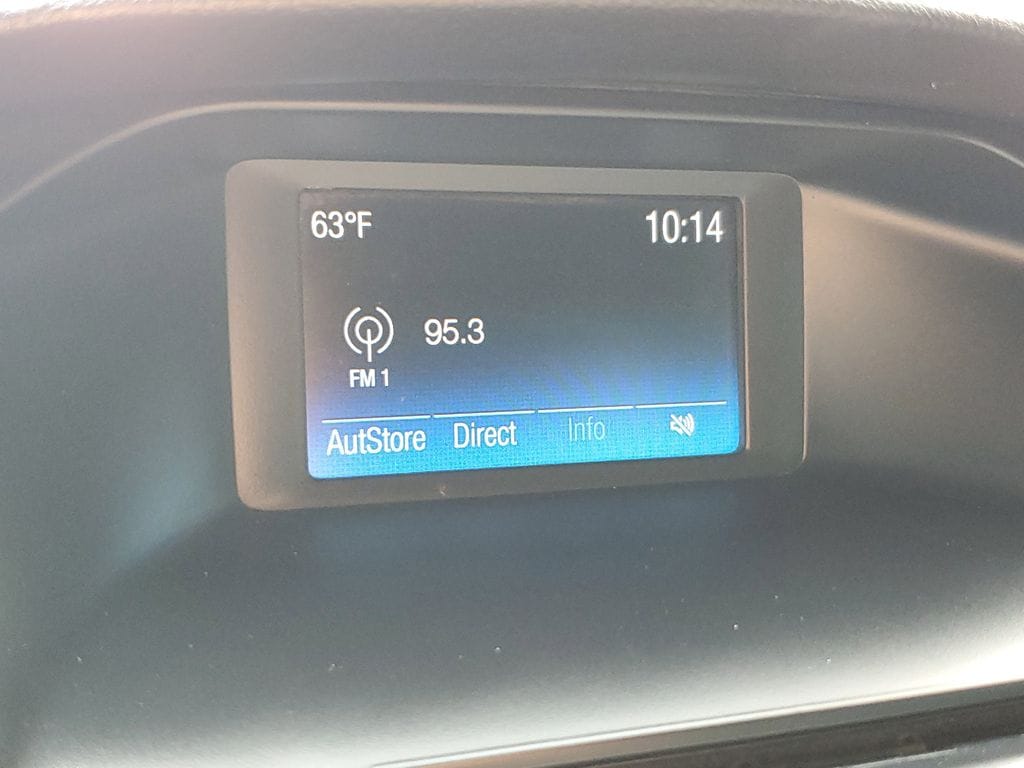 63°F 10:14
95.3
FM 1
AutStore Direct Info